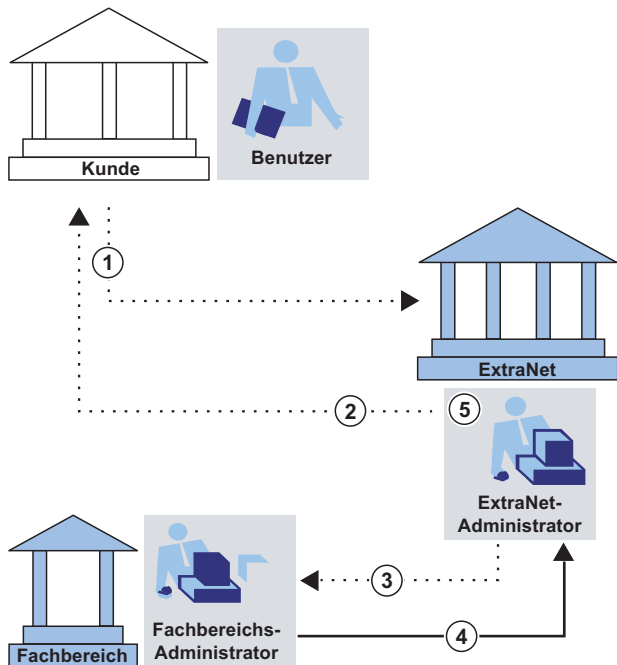 Kunde
Benutzer
1
ExtraNet
2
5
ExtraNet-
Administrator
3
Fachbereich
Fachbereichs-
Administrator
4